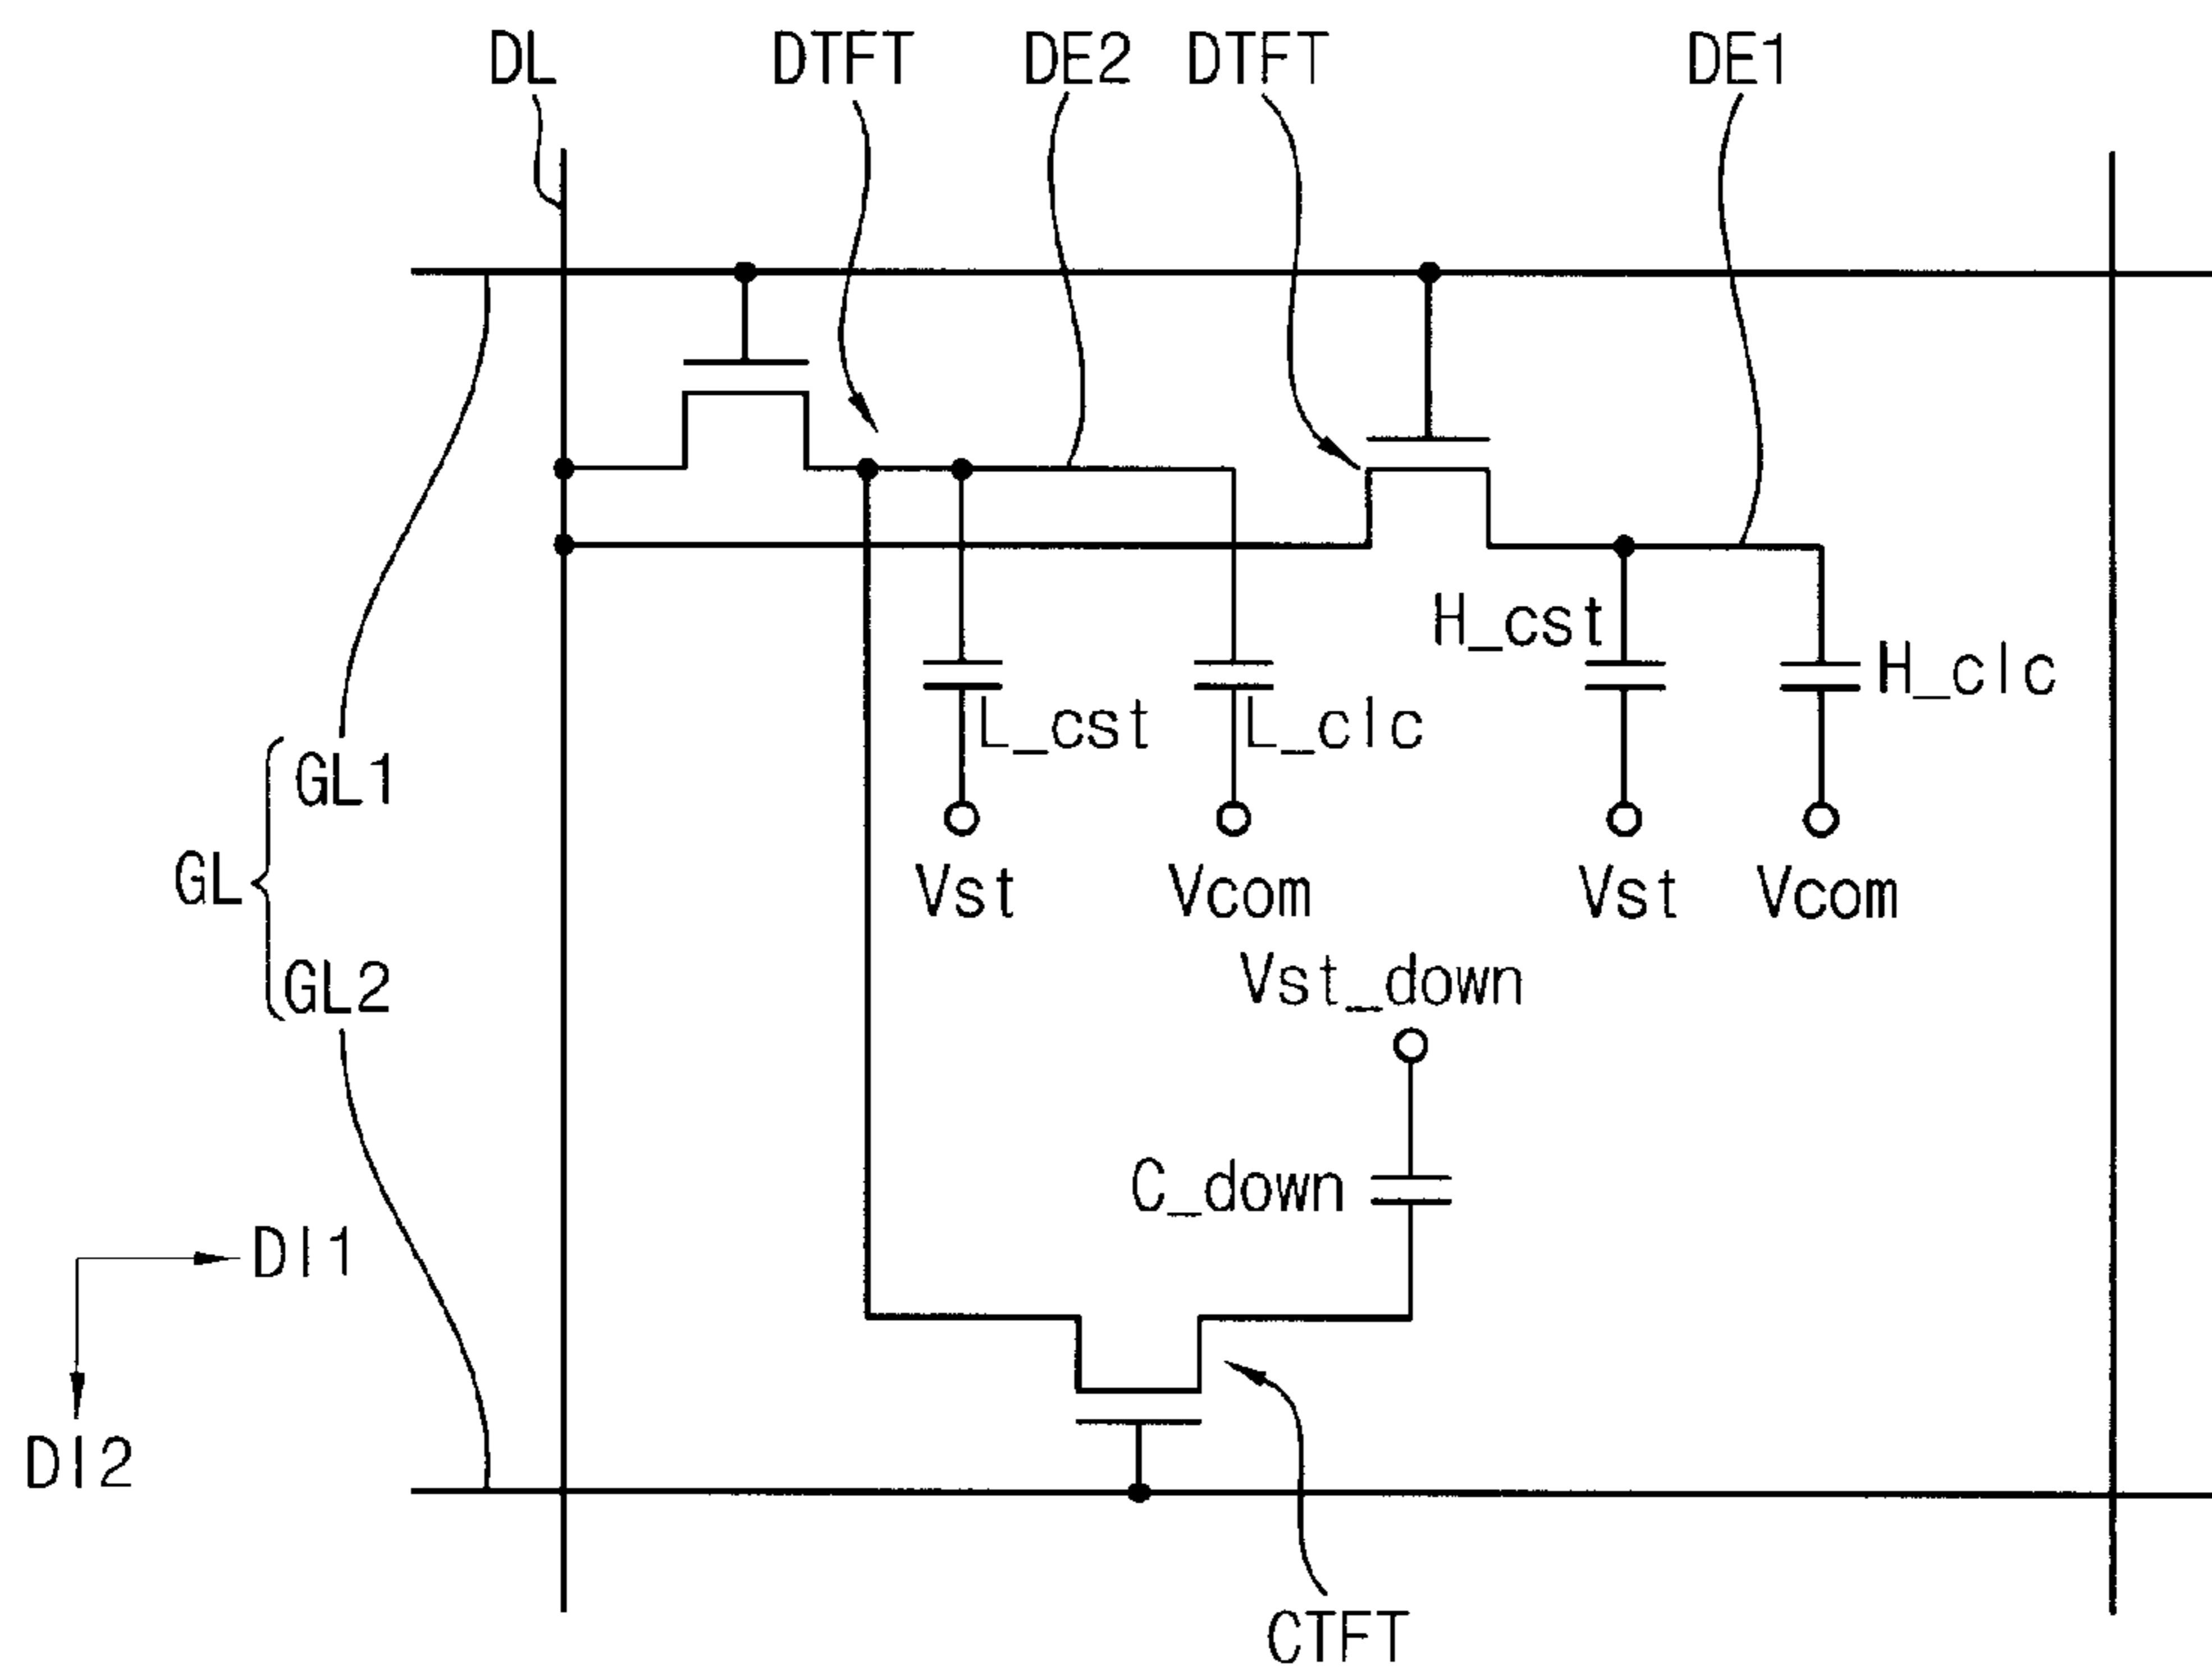 DL DTFT DE2 DTFT DE1
H_cst
H_clc
L_cst L_clc
GL1
GL
Vst Vcom Vst Vcom
GL2
Vst_down
C_down
DI1
DI2
CTFT